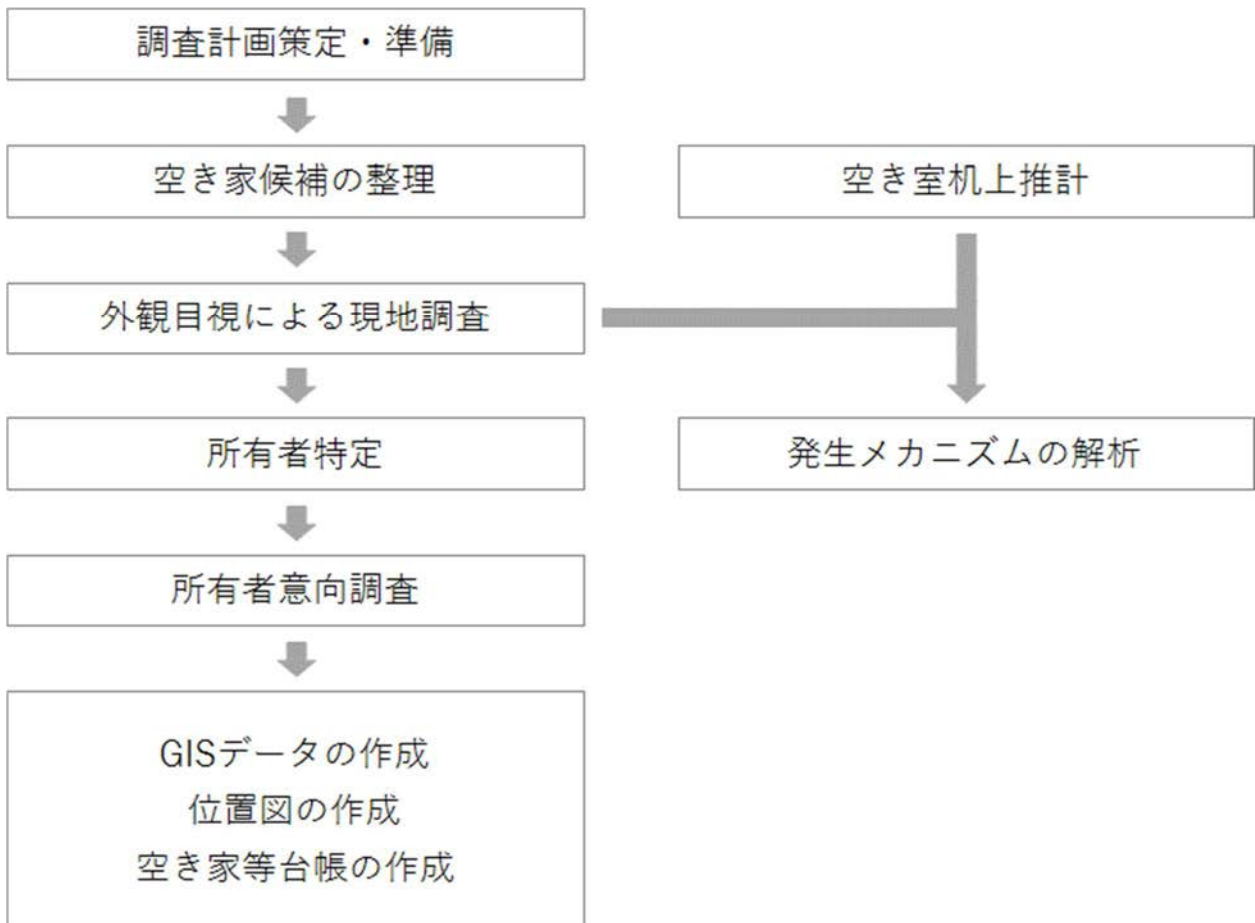 調査計画策定・準備
空き家候補の整理
空き室机上推計
外観目視による現地調査
所有者特定
発生メカニズムの解析
所有者意向調査
GISデータの作成
位置図の作成
空き家等台帳の作成